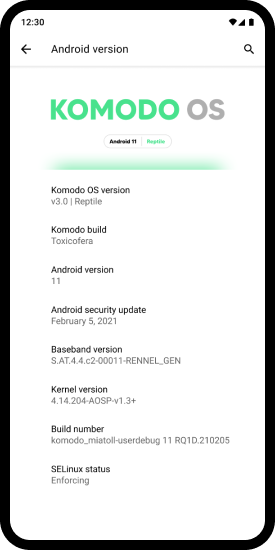 12:30
Android version
KOMODO OS
Android 11 Reptile
Komodo OS version
v3.0 | Reptile
Komodo build
Toxicofera
Android version
11
Android security update
February 5, 2021
Baseband version
S.AT.4.4.c2-00011-RENNEL_GEN
Kernel version
4.14.204-AOSP-v1.3+
Build number
komodo_miatoll-userdebug 11 RQ1D.210205
SELinux status
Enforcing